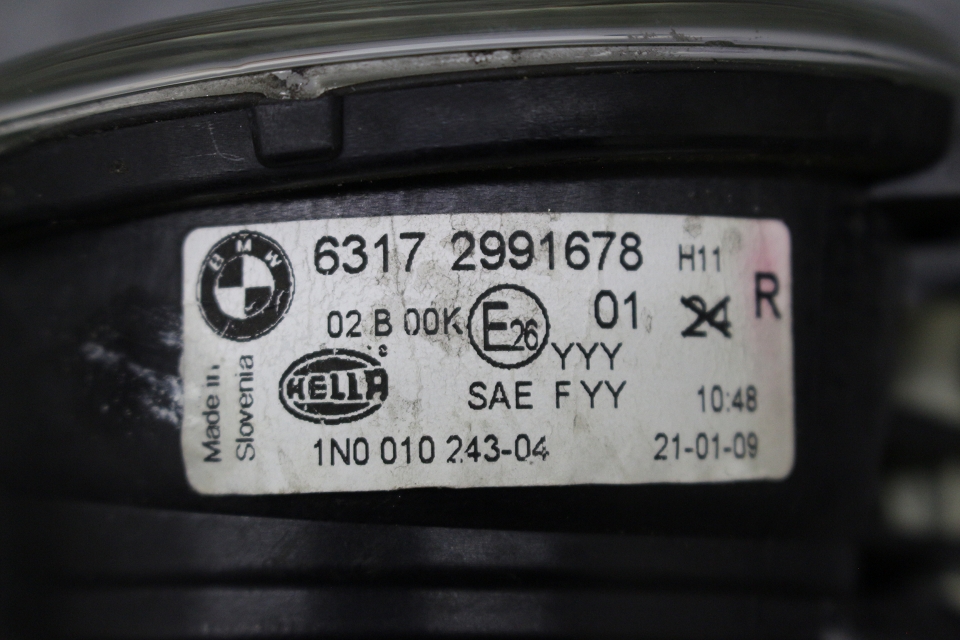 BMW 6317 2991678 H11
02 B 00K E26 01 24 R
YYY
HELLA SAE F YY 10:48
1N0 010 243-04 21-01-09
Made in
Slovenia